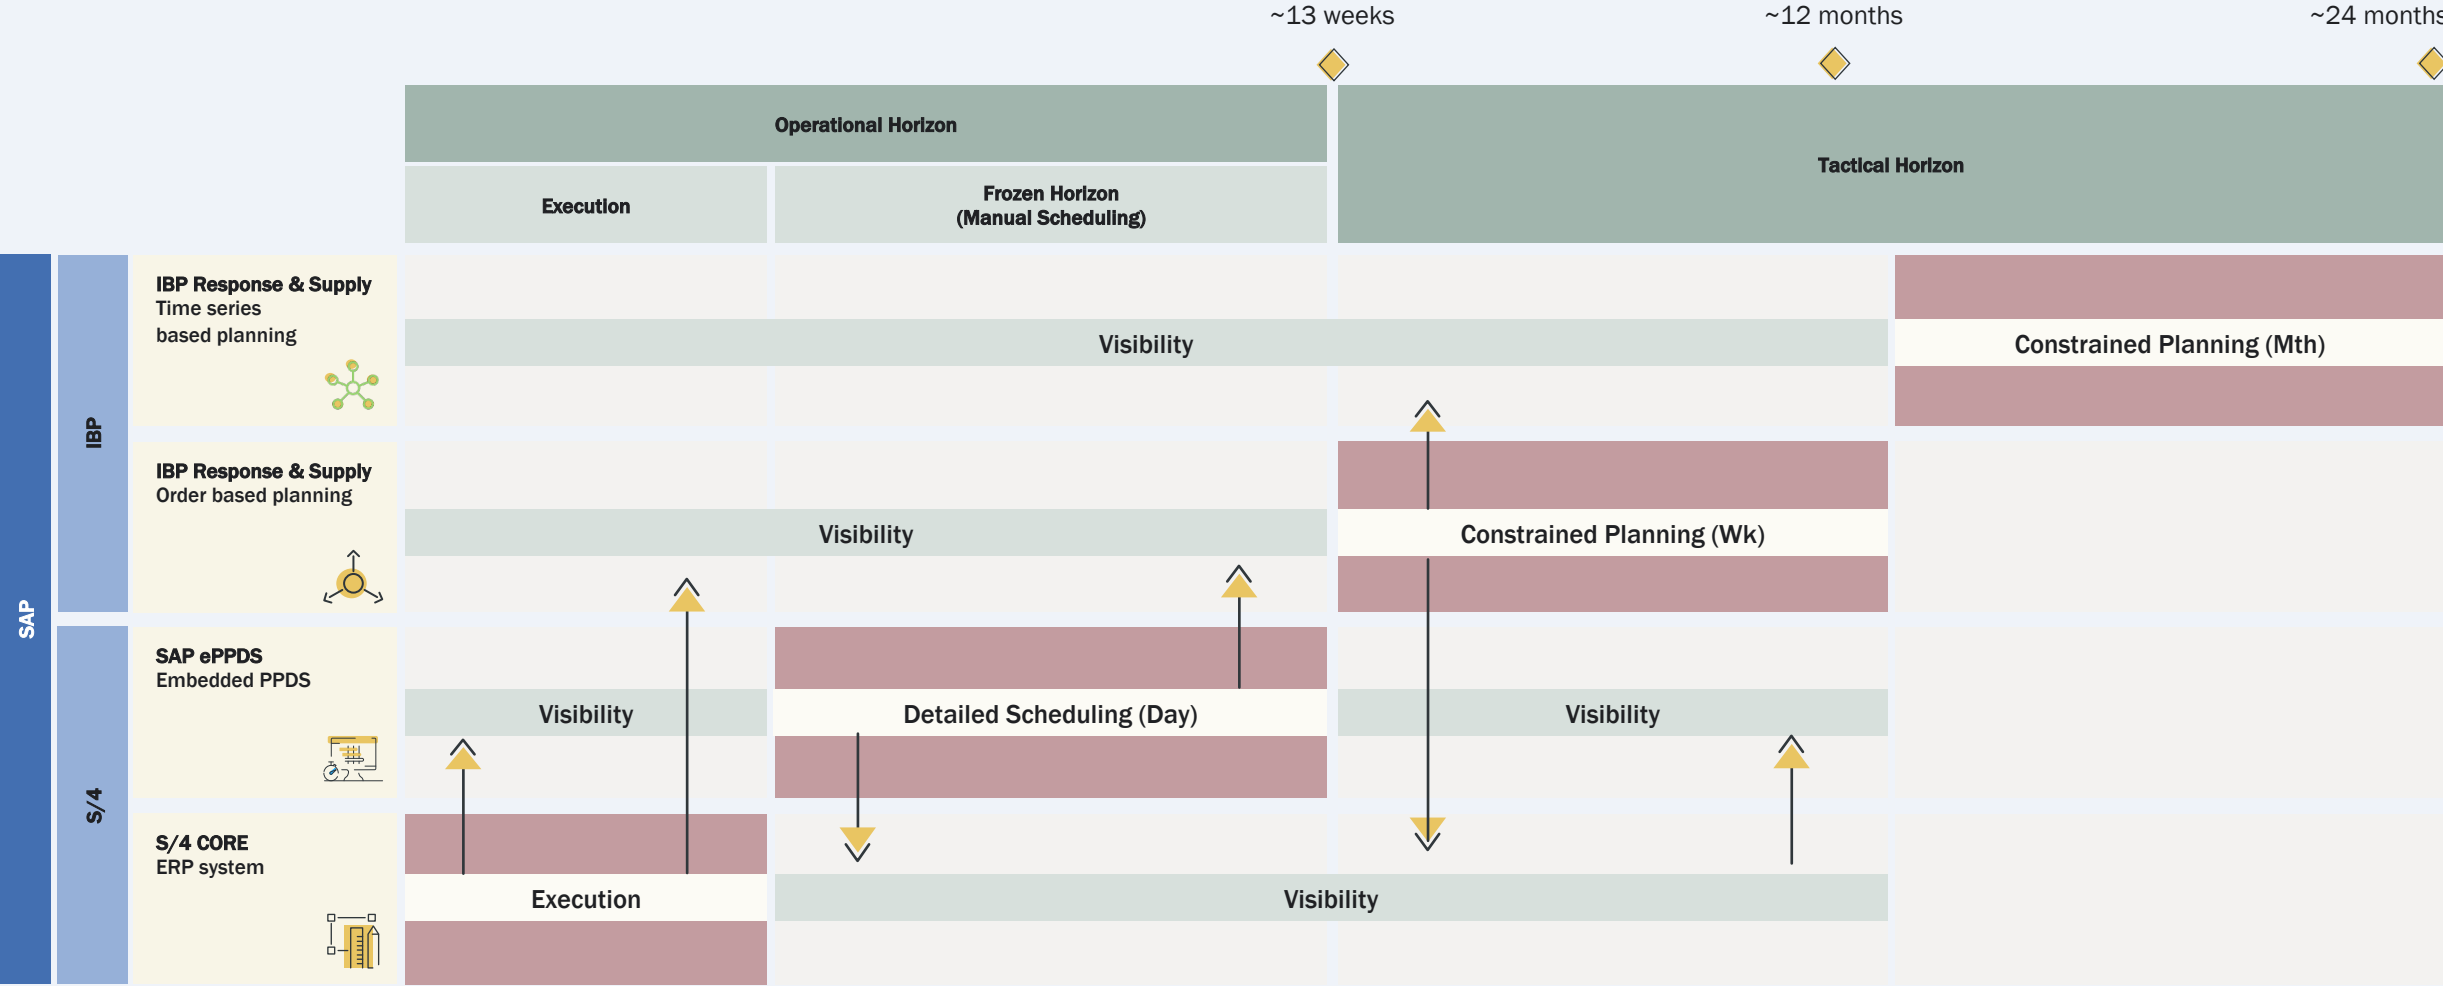 ~13 weeks
~12 months
~24 months
Operational Horizon
Tactical Horizon
Execution
Frozen Horizon
(Manual Scheduling)
SAP
IBP
IBP Response & Supply
Time series
based planning
Visibility
Constrained Planning (Mth)
IBP Response & Supply
Order based planning
Visibility
Constrained Planning (Wk)
S/4
SAP ePPDS
Embedded PPDS
Visibility
Detailed Scheduling (Day)
Visibility
S/4 CORE
ERP system
Execution
Visibility